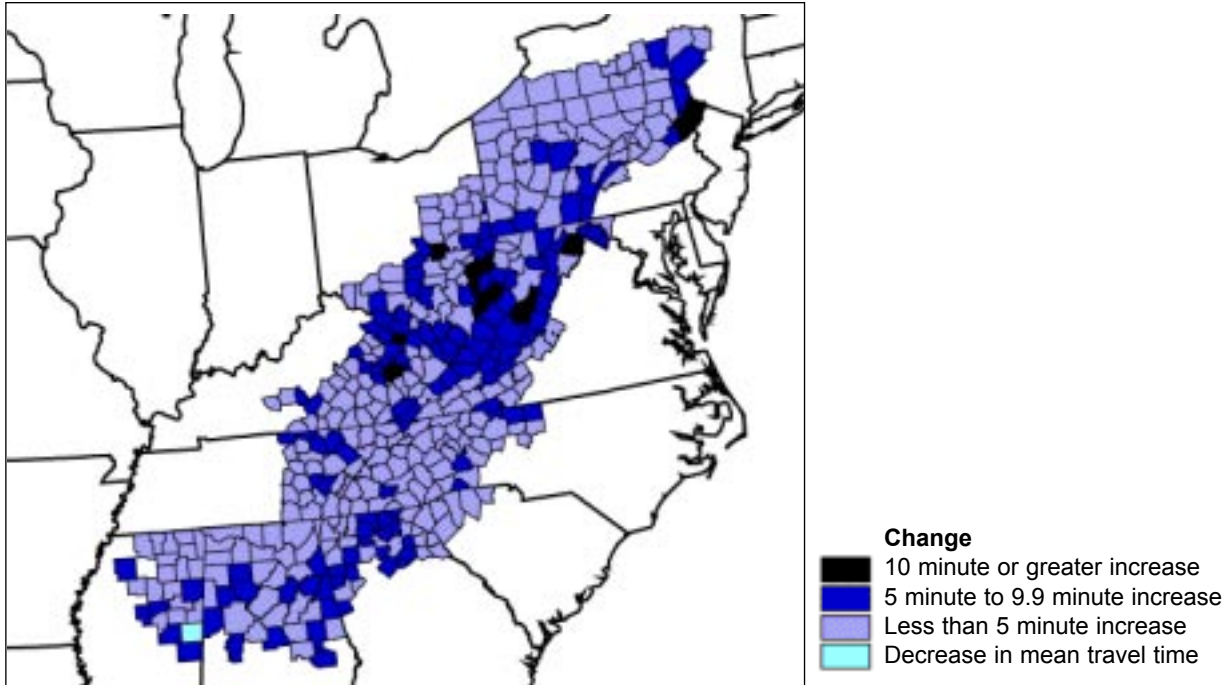 Change
10 minute or greater increase
5 minute to 9.9 minute increase
Less than 5 minute increase
Decrease in mean travel time